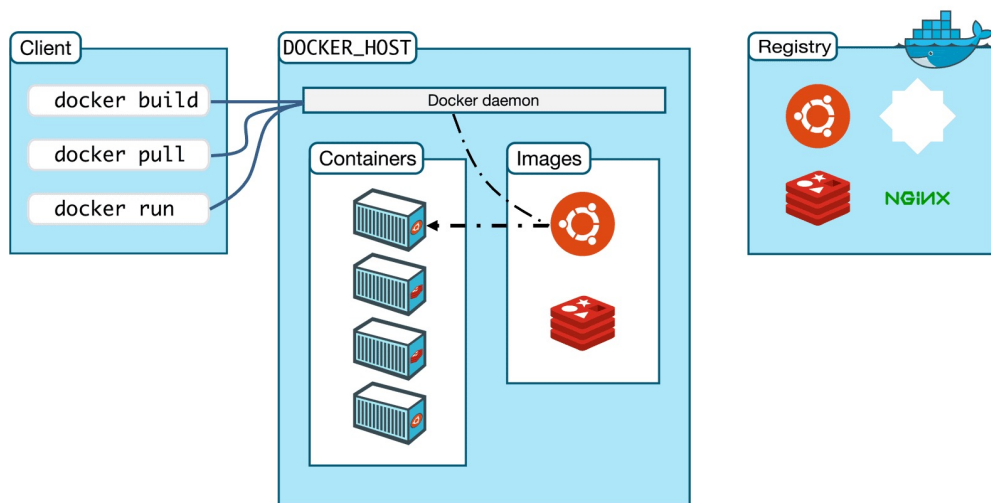 Client
docker build
docker pull
docker run
DOCKER_HOST
Docker daemon
Containers
Images
Registry
NGiNX